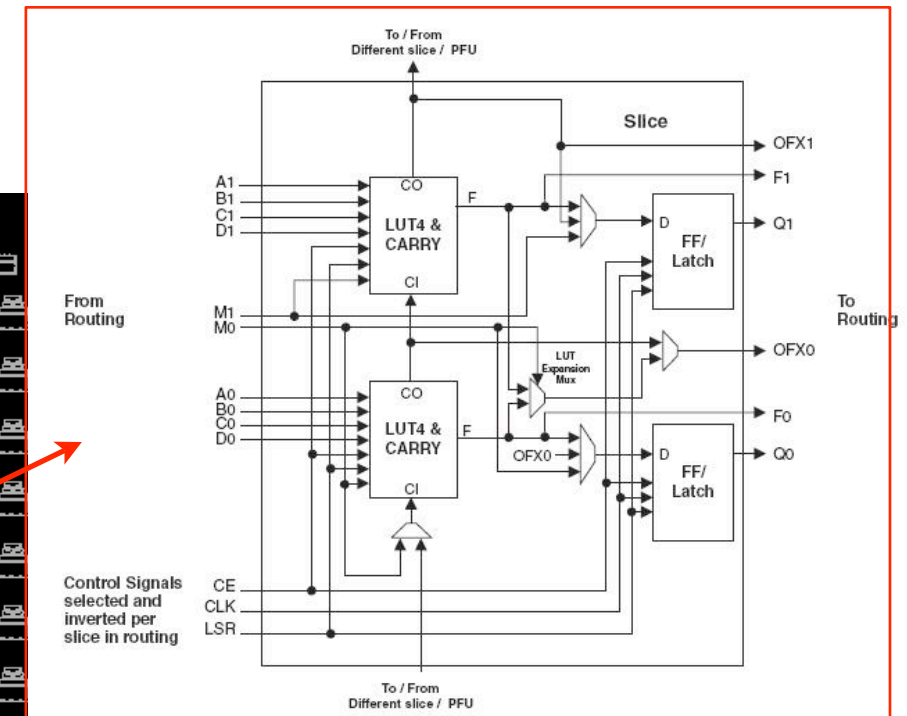 To / From
Different slice / PFU
Slice
OFX1
F1
A1
B1
C1
D1
CO
F
LUT4 &
CARRY
CI
D
FF/
Latch
Q1
From
Routing
To
Routing
M1
M0
OFX0
LUT
Expansion
Mux
A0
B0
C0
D0
CO
F
LUT4 &
CARRY
CI
F0
OFX0
D
FF/
Latch
Q0
Control Signals
selected and
inverted per
slice in routing
CE
CLK
LSR
To / From
Different slice / PFU